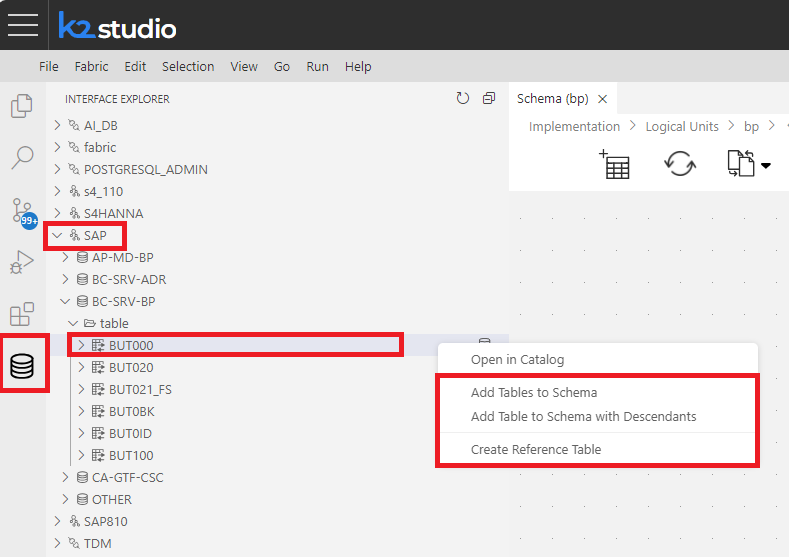 k2studio
File Fabric Edit Selection View Go Run Help
INTERFACE EXPLORER
Schema (bp)
AI_DB
Implementation > Logical Units > bp >
fabric
POSTGRESQL_ADMIN
s4_110
S4HANNA
99+
SAP
AP-MD-BP
BC-SRV-ADR
BC-SRV-BP
table
BUT000
BUT020
BUT021_FS
BUT0BK
BUT0ID
BUT100
CA-GTF-CSC
OTHER
SAP810
TDM
Open in Catalog
Add Tables to Schema
Add Table to Schema with Descendants
Create Reference Table